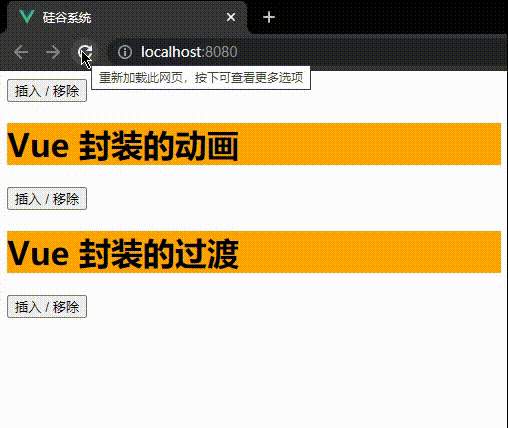 硅谷系统
localhost:8080
重新加载此网页，按下可查看更多选项
插入 / 移除
Vue 封装的动画
插入 / 移除
Vue 封装的过渡
插入 / 移除